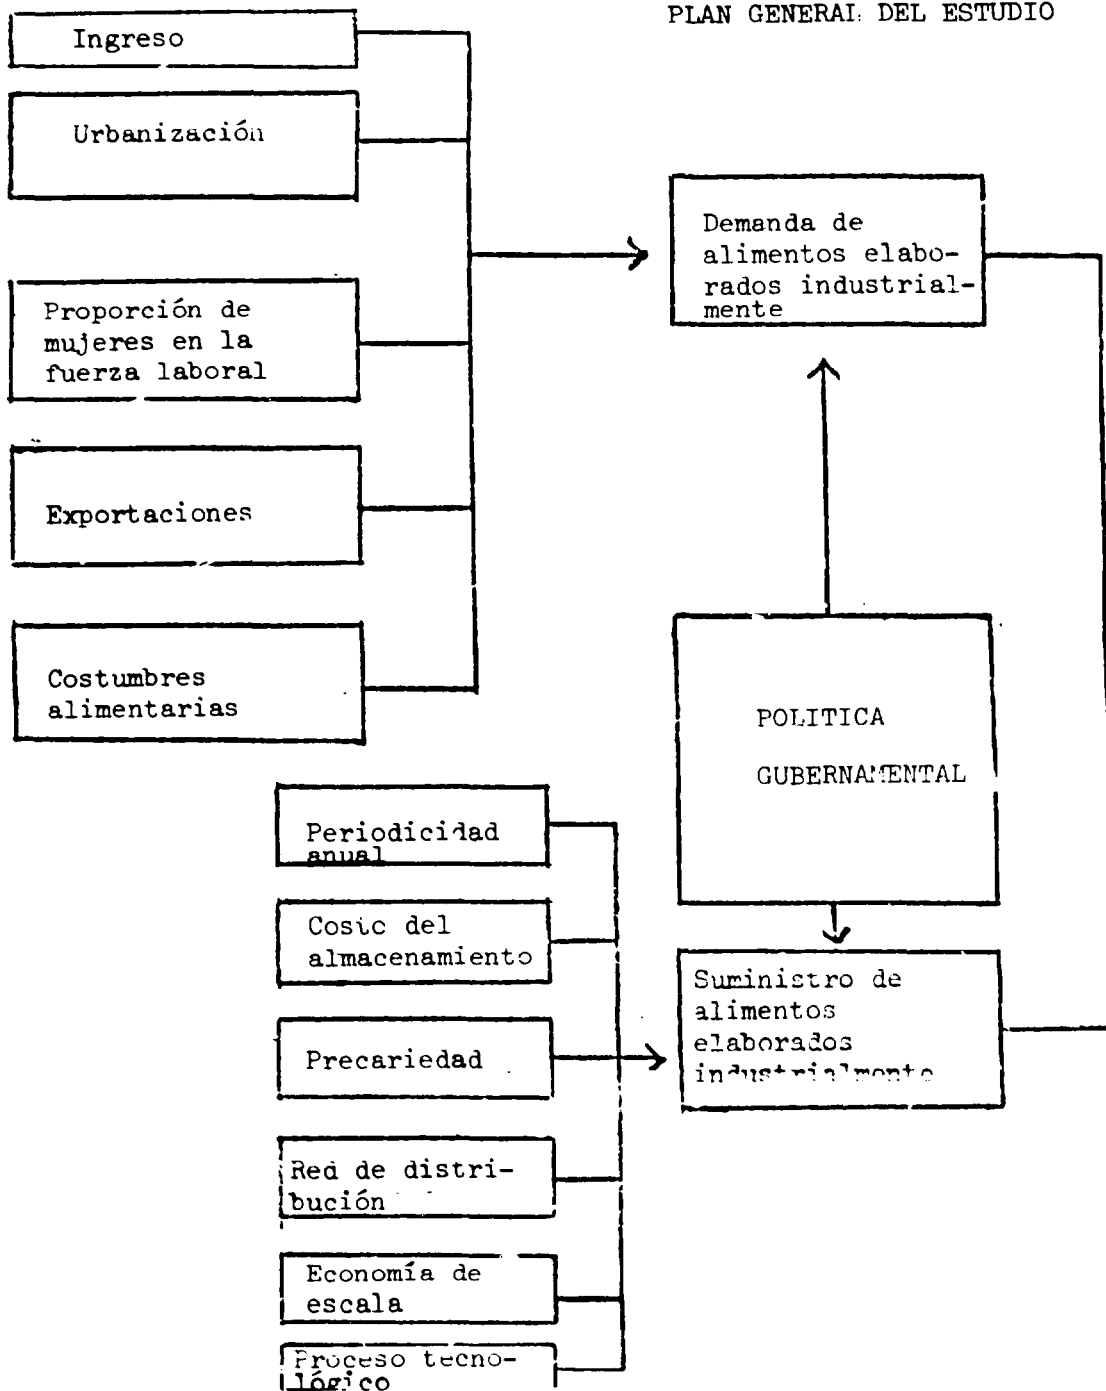 PLAN GENERAL DEL ESTUDIO
Ingreso
Urbanización
Proporción de
mujeres en la
fuerza laboral
Exportaciones
Costumbres
alimentarias
Demanda de
alimentos elabo-
rados industrial-
mente
POLITICA
GUBERNAMENTAL
Periodicidad
anual
Costo del
almacenamiento
Precariedad
Red de distri-
bución
Economía de
escala
Proceso tecno-
lógico
Suministro de
alimentos
elaborados
industrialmente